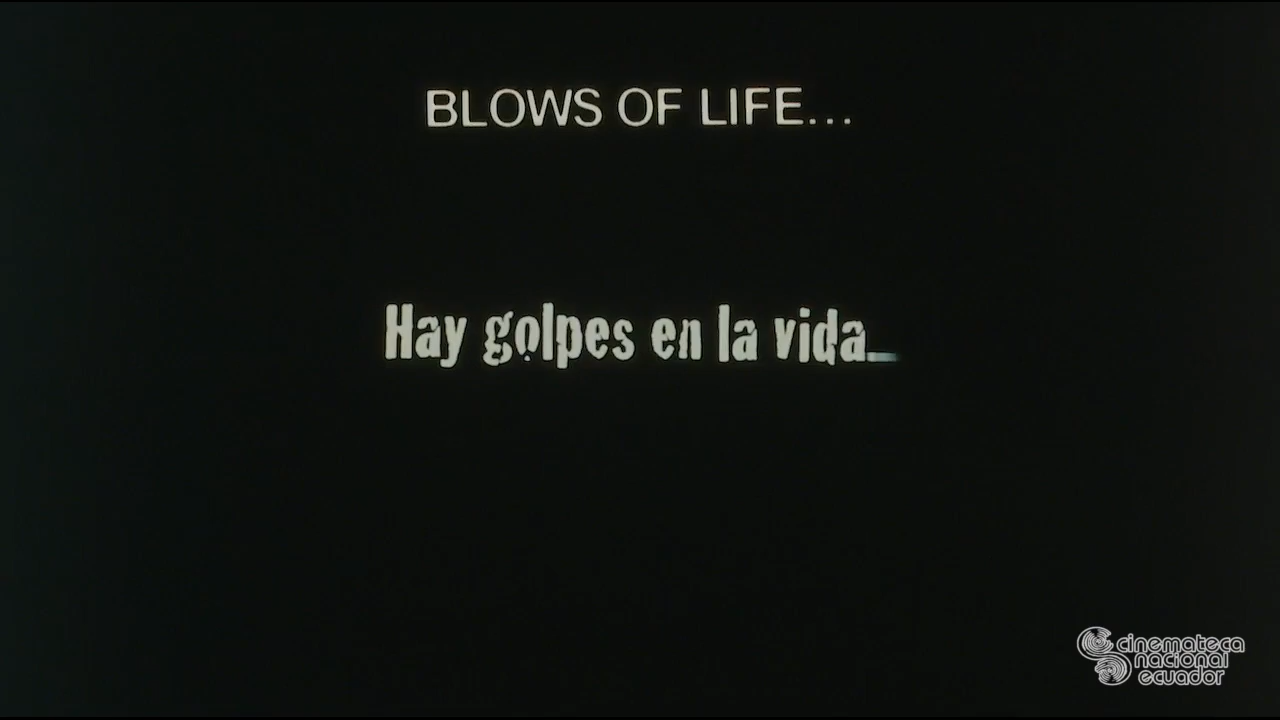 BLOWS OF LIFE...
Hay golpes en la vida...
cinemateca
nacional
ecuador